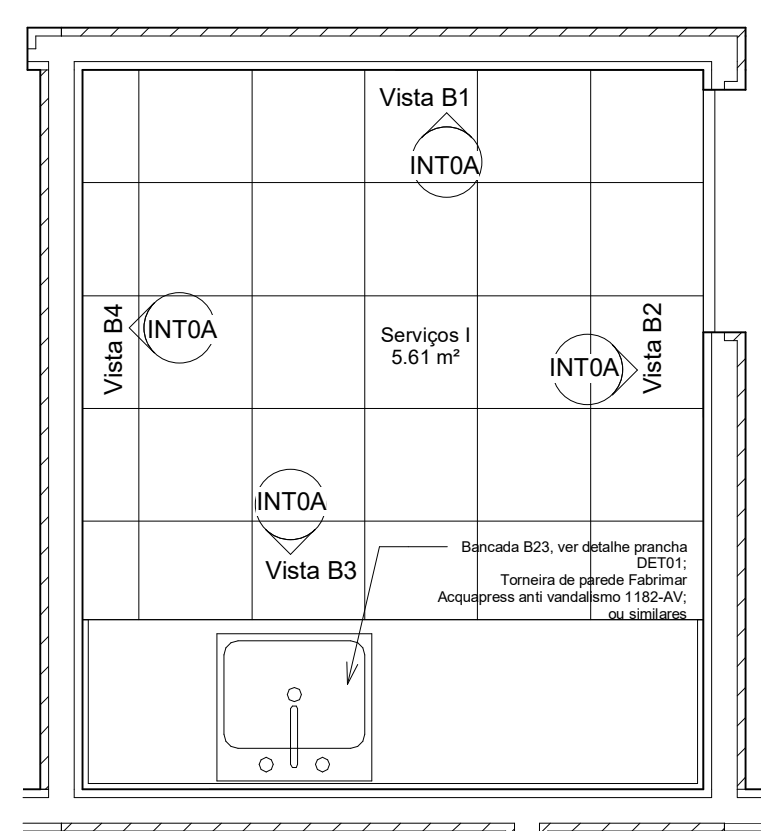 Vista B1
INT0A
Vista B4
INT0A
Serviços I
5.61 m²
INT0A
Vista B2
INT0A
Vista B3
Bancada B23, ver detalhe prancha
DET01;
Torneira de parede Fabrimar
Acquapress anti vandalismo 1182-AV;
ou similares